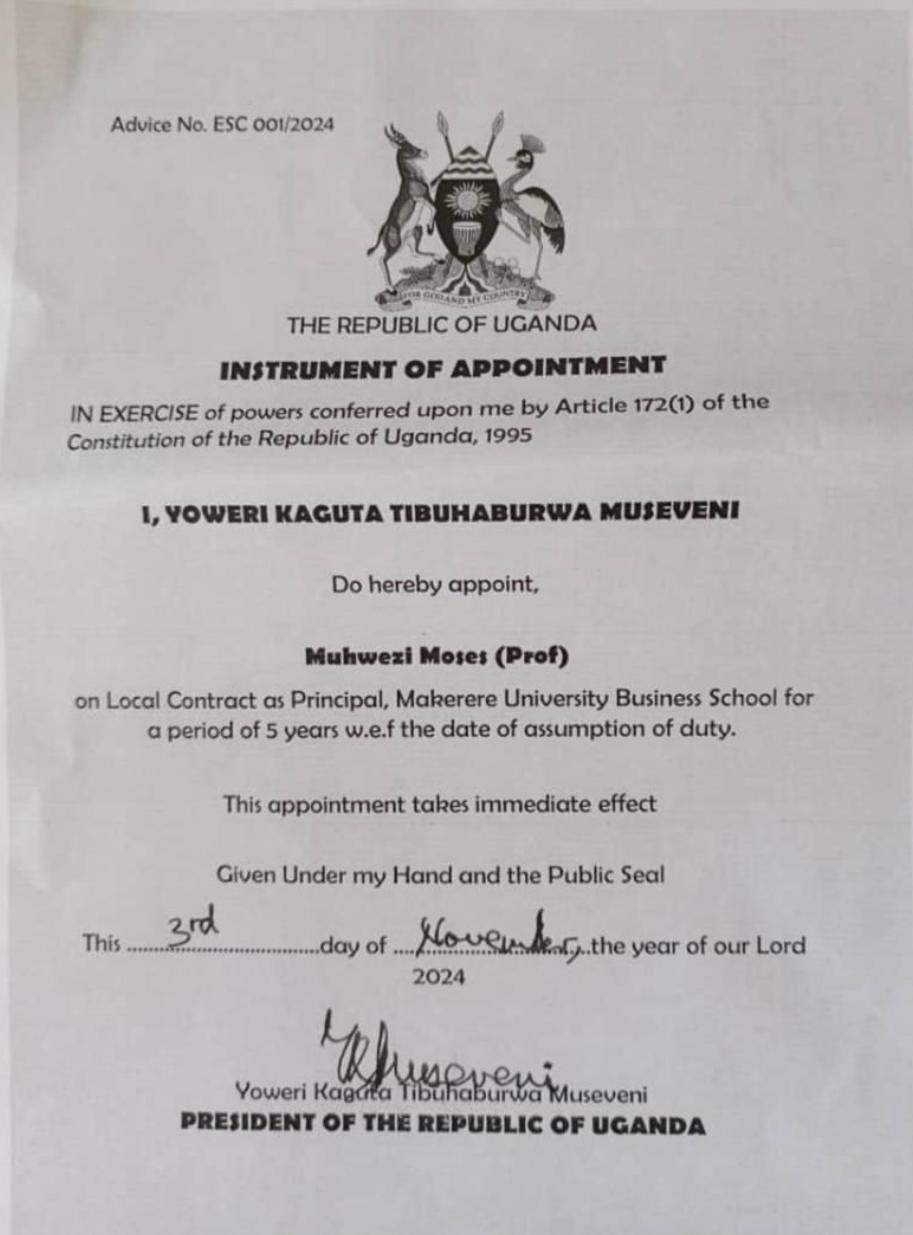 Advice No. ESC 001/2024
FOR GOD AND MY COUNTRY
THE REPUBLIC OF UGANDA
INSTRUMENT OF APPOINTMENT
IN EXERCISE of powers conferred upon me by Article 172(1) of the
Constitution of the Republic of Uganda, 1995
I, YOWERI KAGUTA TIBUHABURWA MUSEVENI
Do hereby appoint,
Muhwezi Moses (Prof)
on Local Contract as Principal, Makerere University Business School for
a period of 5 years w.e.f the date of assumption of duty.
This appointment takes immediate effect
Given Under my Hand and the Public Seal
This ......3rd......................day of ....November,..the year of our Lord
2024
YKMuseveni
Yoweri Kaguta Tibuhaburwa Museveni
PRESIDENT OF THE REPUBLIC OF UGANDA